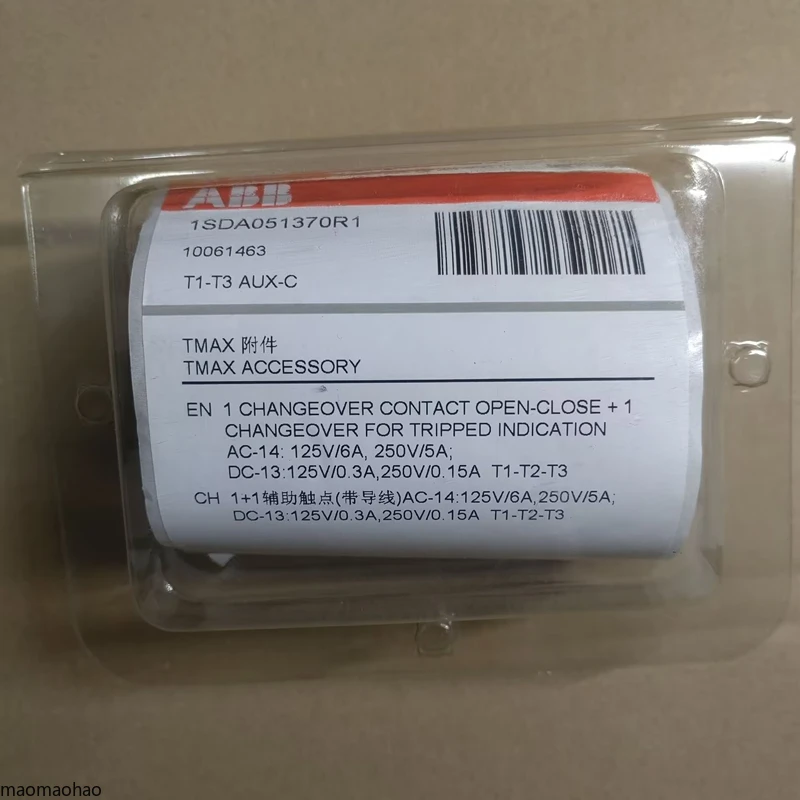 ABB
1SDA051370R1
10061463
T1-T3 AUX-C
TMAX 附件
TMAX ACCESSORY
EN 1 CHANGEOVER CONTACT OPEN-CLOSE + 1
CHANGEOVER FOR TRIPPED INDICATION
AC-14: 125V/6A, 250V/5A;
DC-13:125V/0.3A,250V/0.15A T1-T2-T3
CH 1+1辅助触点(带导线)AC-14:125V/6A,250V/5A;
DC-13:125V/0.3A,250V/0.15A T1-T2-T3
maomaohao